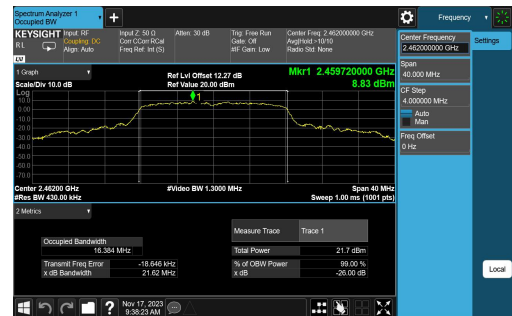 Spectrum Analyzer 1
Occupied BW
+
Frequency
KEYSIGHT Input: RF
RL Coupling: DC
Align: Auto
Input Z: 50 Ω
Corr CCorr RCal
Freq Ref: Int (S)
Atten: 30 dB
Trig: Free Run
Gate: Off
#IF Gain: Low
Center Freq: 2.462000000 GHz
Avg|Hold:>10/10
Radio Std: None
LXI
Center Frequency
2.462000000 GHz
Settings
Span
40.000 MHz
CF Step
4.000000 MHz
Auto
Man
Freq Offset
0 Hz
Local
1 Graph
Scale/Div 10.0 dB
Ref Lvl Offset 12.27 dB
Ref Value 20.00 dBm
Mkr1 2.459720000 GHz
8.83 dBm
Log
10.0
0.00
-10.0
-20.0
-30.0
-40.0
-50.0
-60.0
-70.0
1
Center 2.46200 GHz
#Res BW 430.00 kHz
#Video BW 1.3000 MHz
Span 40 MHz
Sweep 1.00 ms (1001 pts)
2 Metrics
Measure Trace Trace 1
Occupied Bandwidth
16.384 MHz
Total Power 21.7 dBm
Transmit Freq Error -18.646 kHz
% of OBW Power 99.00 %
x dB Bandwidth 21.62 MHz
x dB -26.00 dB
?
Nov 17, 2023
9:38:23 AM